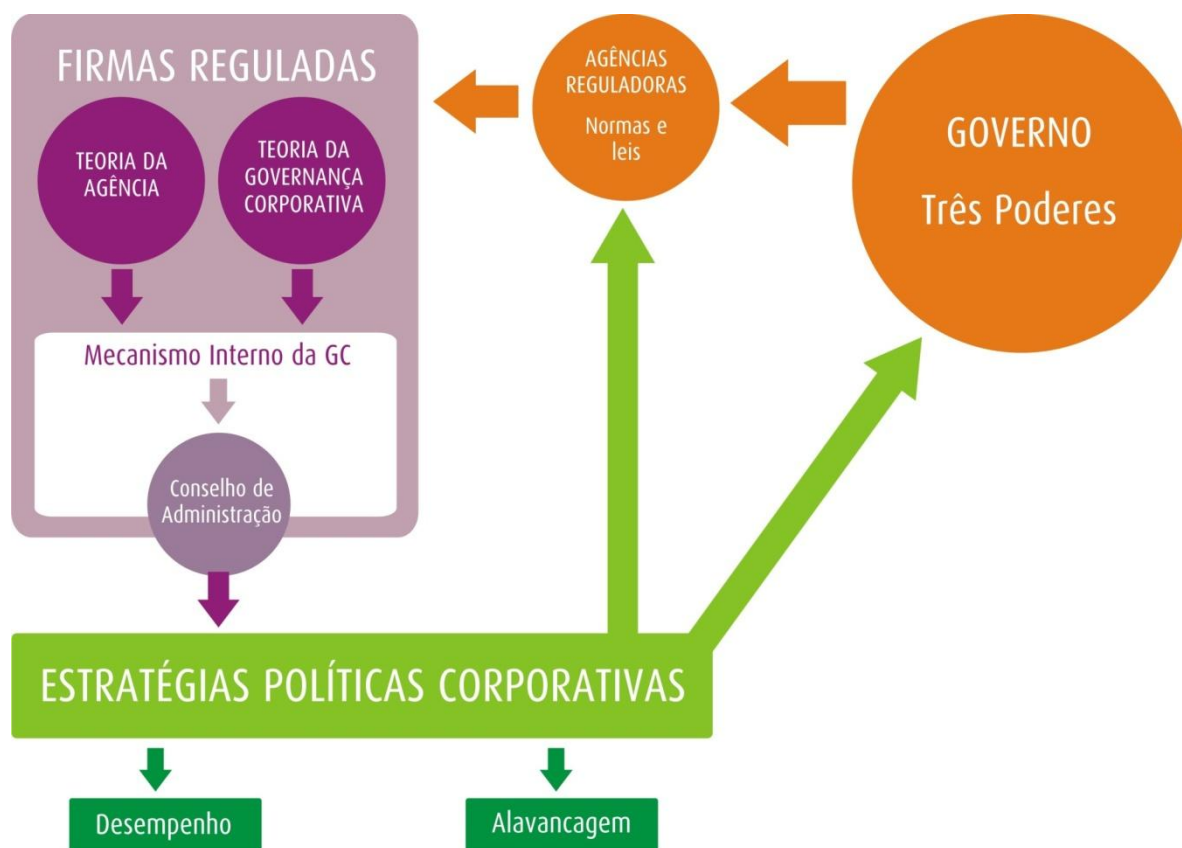 FIRMAS REGULADAS
TEORIA DA
AGÊNCIA
TEORIA DA
GOVERNANÇA
CORPORATIVA
Mecanismo Interno da GC
Conselho de
Administração
AGÊNCIAS
REGULADORAS
Normas e
leis
GOVERNO
Três Poderes
ESTRATÉGIAS POLÍTICAS CORPORATIVAS
Desempenho
Alavancagem